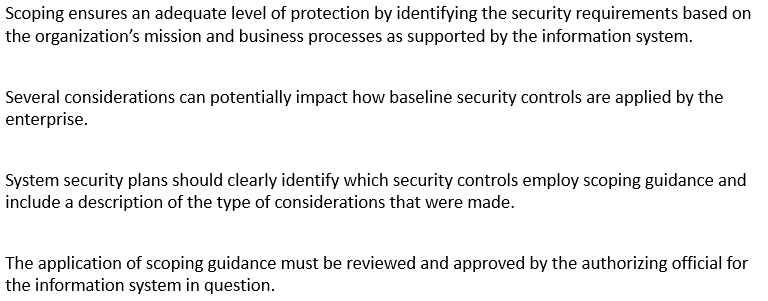 Scoping ensures an adequate level of protection by identifying the security requirements based on
the organization’s mission and business processes as supported by the information system.
Several considerations can potentially impact how baseline security controls are applied by the
enterprise.
System security plans should clearly identify which security controls employ scoping guidance and
include a description of the type of considerations that were made.
The application of scoping guidance must be reviewed and approved by the authorizing official for
the information system in question.